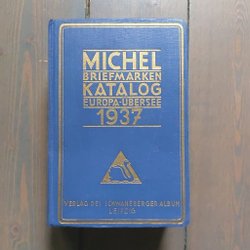 MICHEL
BRIEFMARKEN
KATALOG
EUROPA-ÜBERSEE
1937
VERLAG DES SCHWANEBERGER ALBUM
LEIPZIG